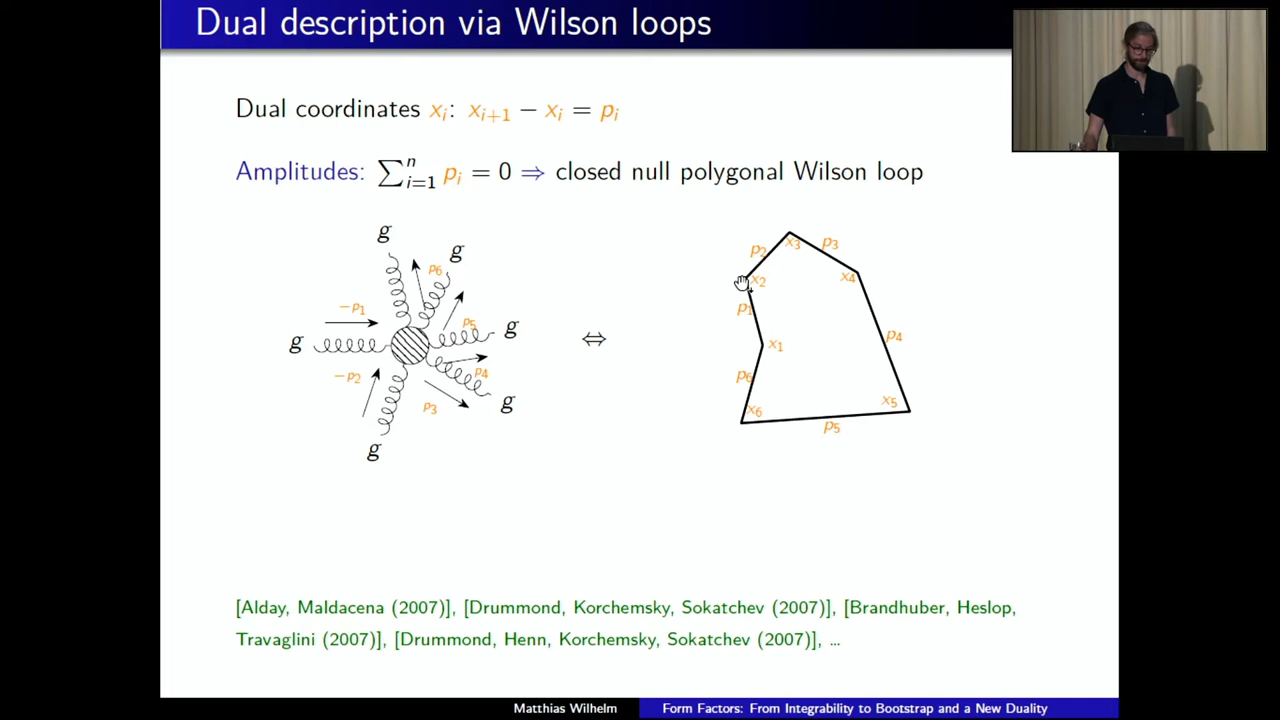 Dual description via Wilson loops
Dual coordinates xᵢ: xᵢ₊₁ − xᵢ = pᵢ
Amplitudes: ∑ⁿᵢ₌₁ pᵢ = 0 ⇒ closed null polygonal Wilson loop
g
g
p₆
−p₁
p₅
g
g
−p₂
p₄
p₃
g
g
⇔
p₂
x₃
p₃
x₂
x₄
p₁
x₁
p₄
p₆
x₆
x₅
p₅
[Alday, Maldacena (2007)], [Drummond, Korchemsky, Sokatchev (2007)], [Brandhuber, Heslop,
Travaglini (2007)], [Drummond, Henn, Korchemsky, Sokatchev (2007)], ...
Matthias Wilhelm
Form Factors: From Integrability to Bootstrap and a New Duality